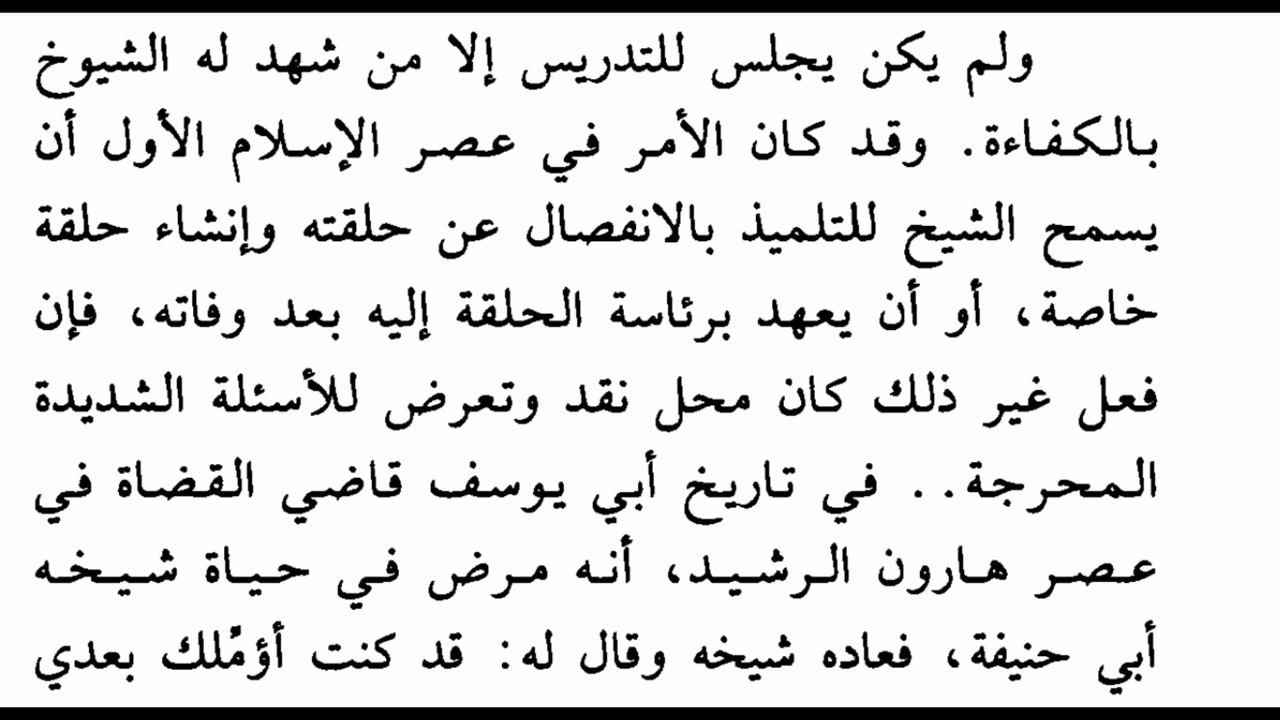 ولم يكن يجلس للتدريس إلا من شهد له الشيوخ
بالكفاءة. وقد كان الأمر في عصر الإسلام الأول أن
يسمح الشيخ للتلميذ بالانفصال عن حلقته وإنشاء حلقة
خاصة، أو أن يعهد برئاسة الحلقة إليه بعد وفاته، فإن
فعل غير ذلك كان محل نقد وتعرض للأسئلة الشديدة
المحرجة.. في تاريخ أبي يوسف قاضي القضاة في
عصر هارون الرشيد، أنه مرض في حياة شيخه
أبي حنيفة، فعاده شيخه وقال له: قد كنت أؤمِّلك بعدي